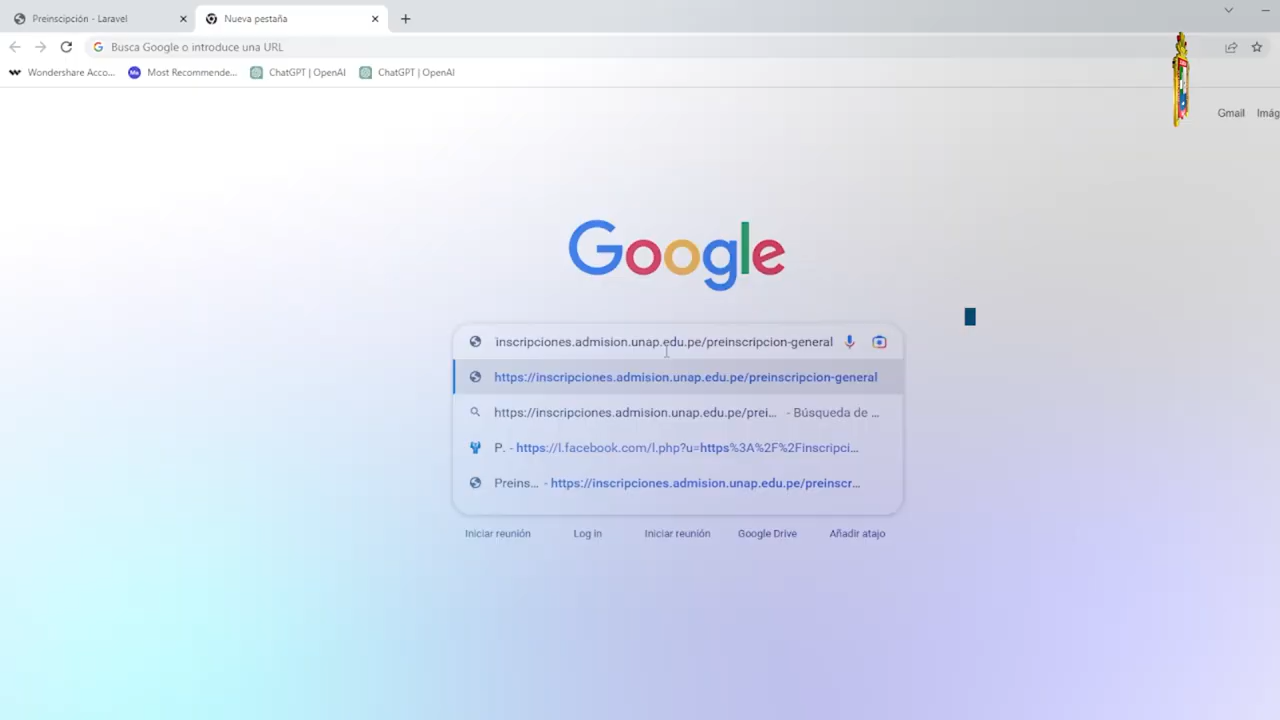 Preinscipción - Laravel
Nueva pestaña
Busca Google o introduce una URL
Wondershare Acco...
Most Recommende...
ChatGPT | OpenAI
ChatGPT | OpenAI
Gmail
Imág
Google
inscripciones.admision.unap.edu.pe/preinscripcion-general
https://inscripciones.admision.unap.edu.pe/preinscripcion-general
https://inscripciones.admision.unap.edu.pe/prei... - Búsqueda de ...
P. - https://l.facebook.com/l.php?u=https%3A%2F%2Finscripci...
Preins... - https://inscripciones.admision.unap.edu.pe/preinscr...
Iniciar reunión
Log in
Iniciar reunión
Google Drive
Añadir atajo